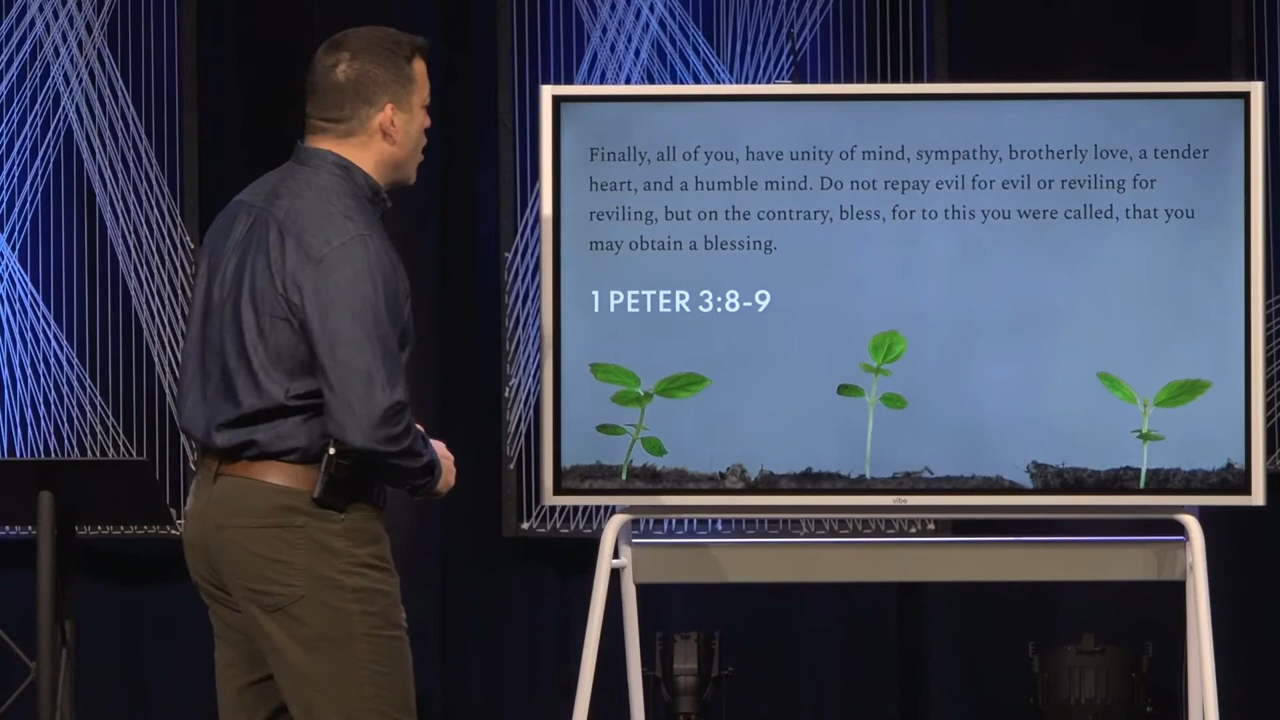 Finally, all of you, have unity of mind, sympathy, brotherly love, a tender
heart, and a humble mind. Do not repay evil for evil or reviling for
reviling, but on the contrary, bless, for to this you were called, that you
may obtain a blessing.
1 PETER 3:8-9
vibe